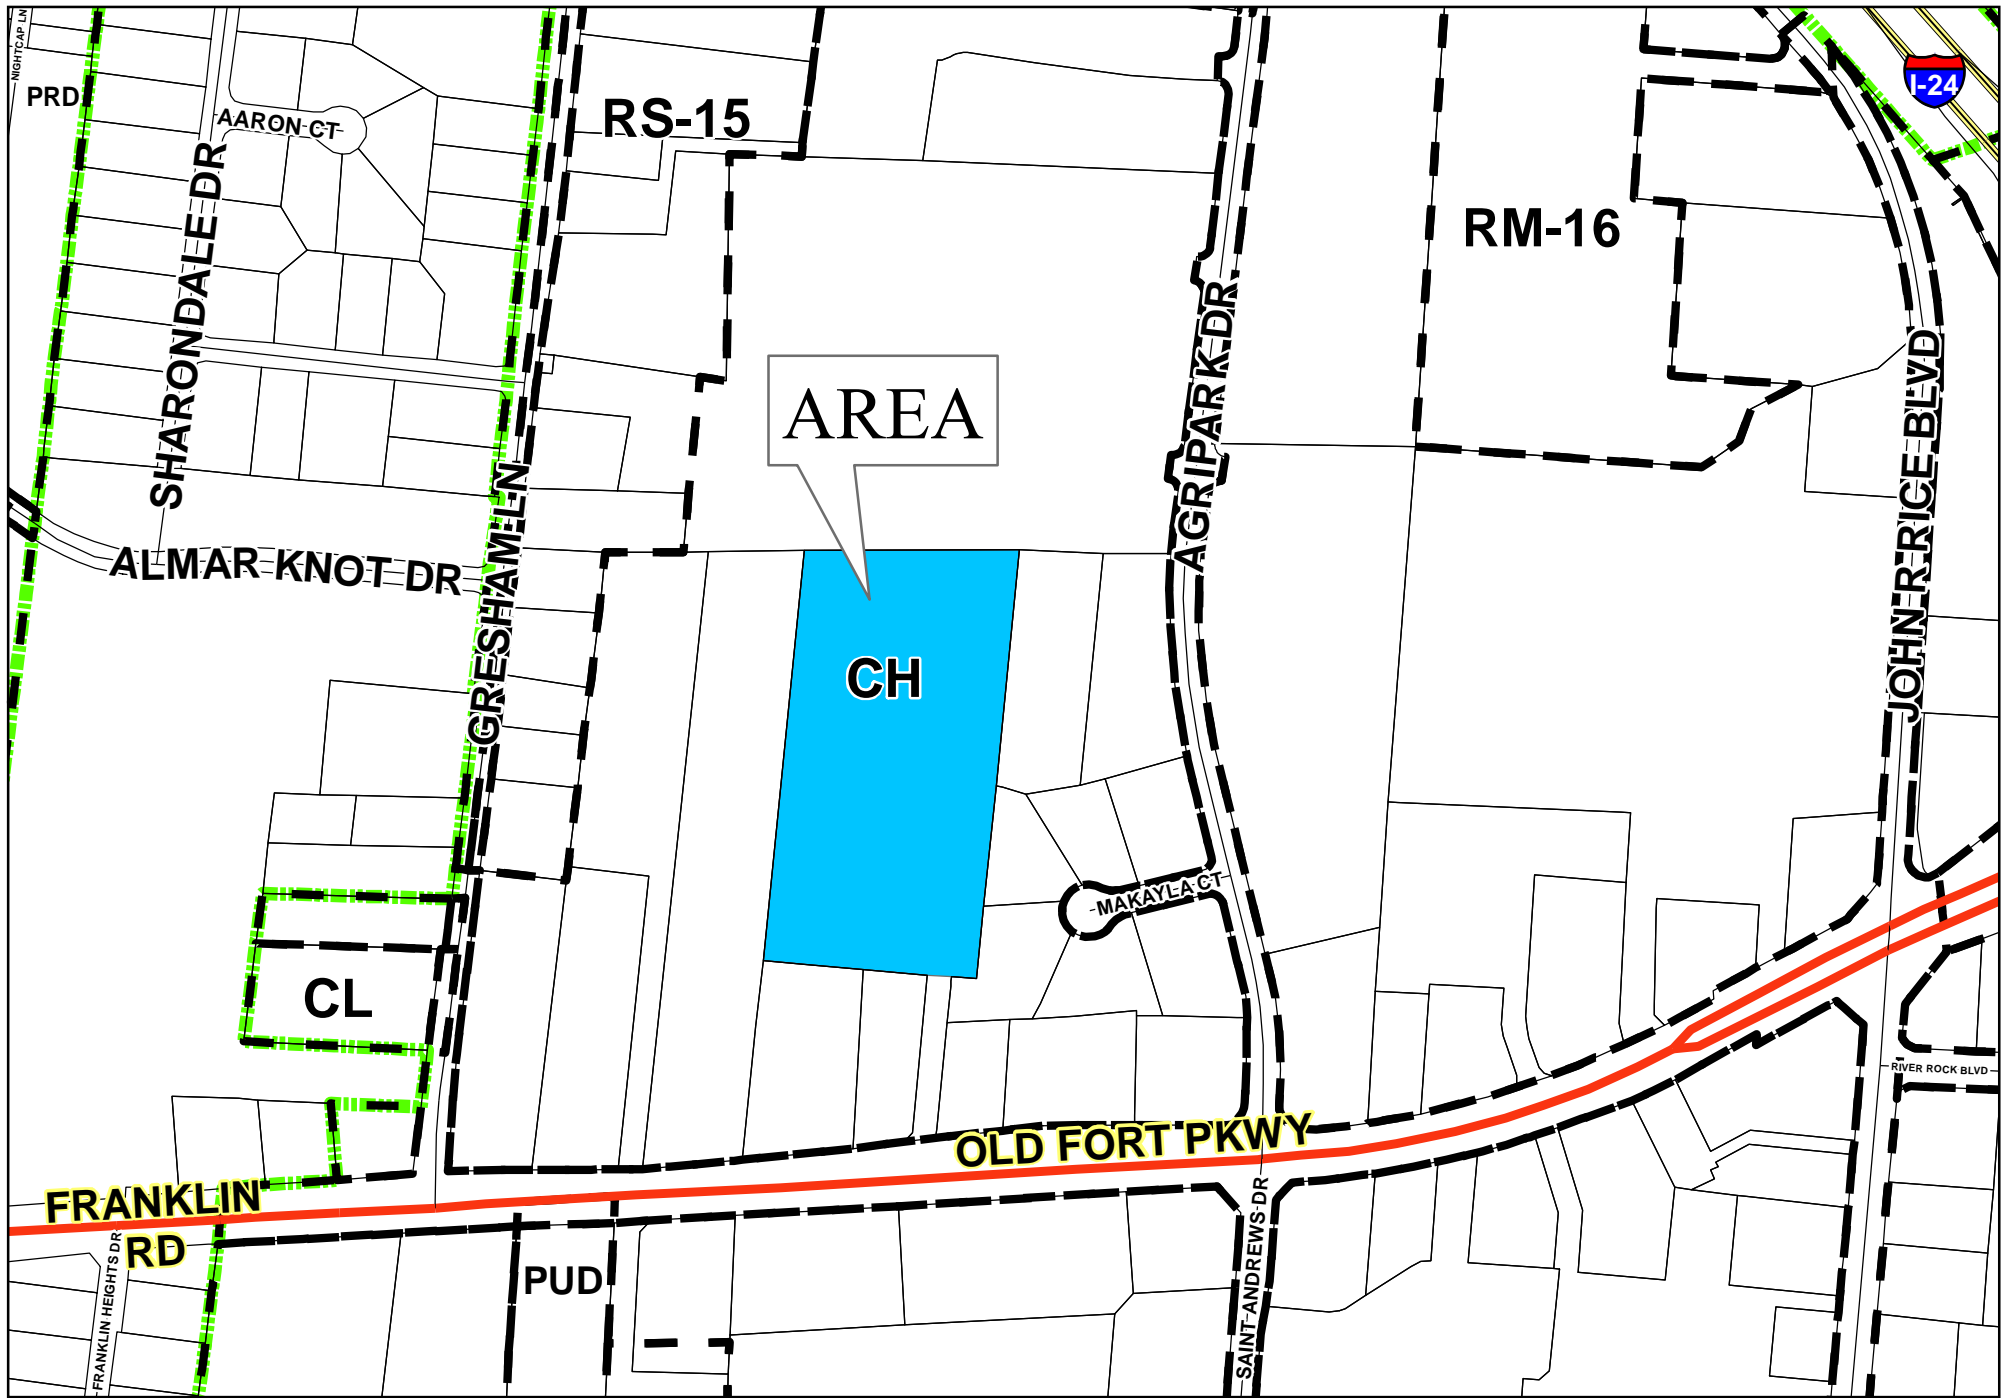 NIGHTCAP LN
PRD
AARON CT
RS-15
I-24
SHARONDALE DR
RM-16
AGRIPARK DR
JOHN R RICE BLVD
AREA
GRESHAM LN
ALMAR KNOT DR
CH
MAKAYLA CT
CL
RIVER ROCK BLVD
OLD FORT PKWY
FRANKLIN
RD
FRANKLIN HEIGHTS DR
PUD
SAINT ANDREWS DR